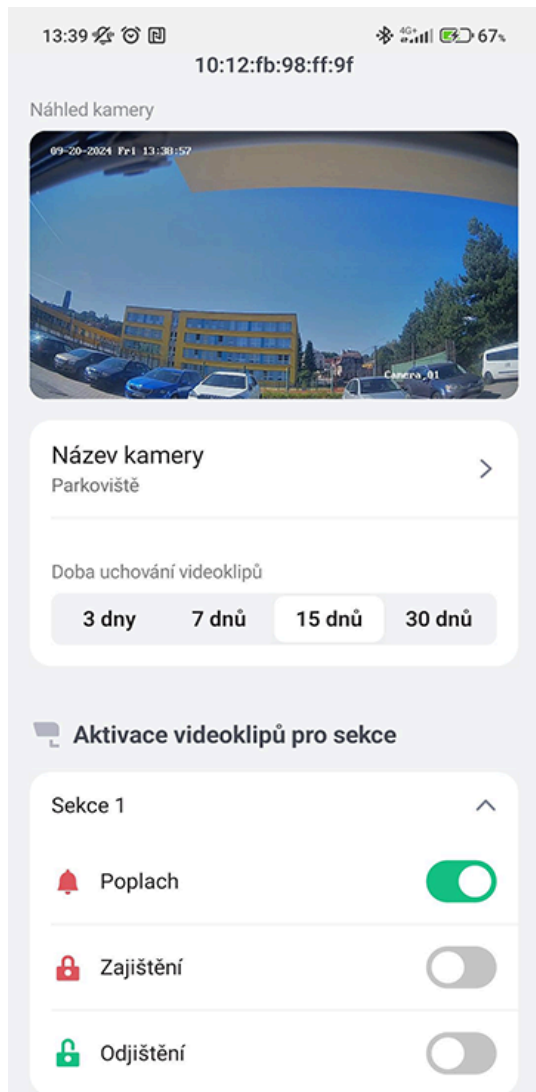 13:39 4G+ 67%
10:12:fb:98:ff:9f
Náhled kamery
09-20-2024 Fri 13:38:57
Camera_01
Název kamery
Parkoviště
Doba uchování videoklipů
3 dny 7 dnů 15 dnů 30 dnů
Aktivace videoklipů pro sekce
Sekce 1
Poplach
Zajištění
Odjištění